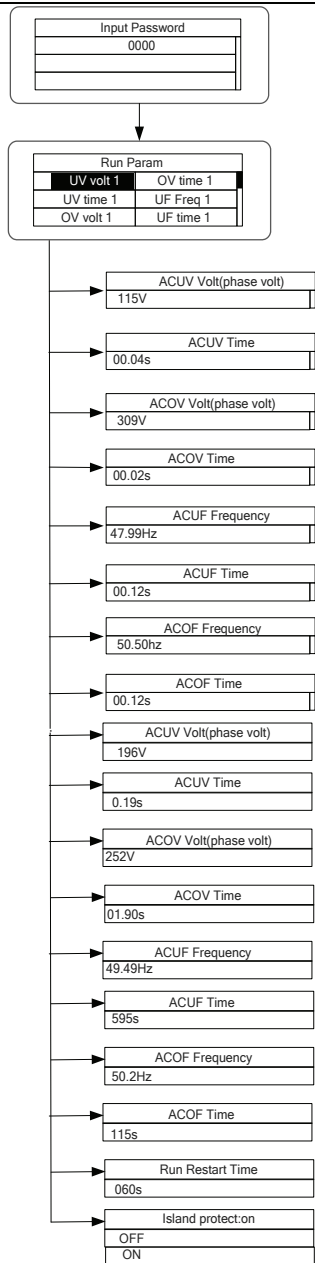 Input Password
0000
Run Param
UV volt 1 OV time 1
UV time 1 UF Freq 1
OV volt 1 UF time 1
ACUV Volt(phase volt)
115V
ACUV Time
00.04s
ACOV Volt(phase volt)
309V
ACOV Time
00.02s
ACUF Frequency
47.99Hz
ACUF Time
00.12s
ACOF Frequency
50.50hz
ACOF Time
00.12s
ACUV Volt(phase volt)
196V
ACUV Time
0.19s
ACOV Volt(phase volt)
252V
ACOV Time
01.90s
ACUF Frequency
49.49Hz
ACUF Time
595s
ACOF Frequency
50.2Hz
ACOF Time
115s
Run Restart Time
060s
Island protect:on
OFF
ON